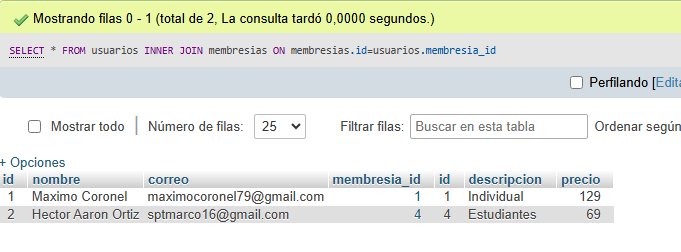 Mostrando filas 0 - 1 (total de 2, La consulta tardó 0,0000 segundos.)
SELECT * FROM usuarios INNER JOIN membresias ON membresias.id=usuarios.membresia_id
Perfilando [Edita
Mostrar todo | Número de filas: 25 Filtrar filas: Buscar en esta tabla Ordenar según
+ Opciones
id nombre correo membresia_id id descripcion precio
1 Maximo Coronel maximocoronel79@gmail.com 1 1 Individual 129
2 Hector Aaron Ortiz sptmarco16@gmail.com 4 4 Estudiantes 69